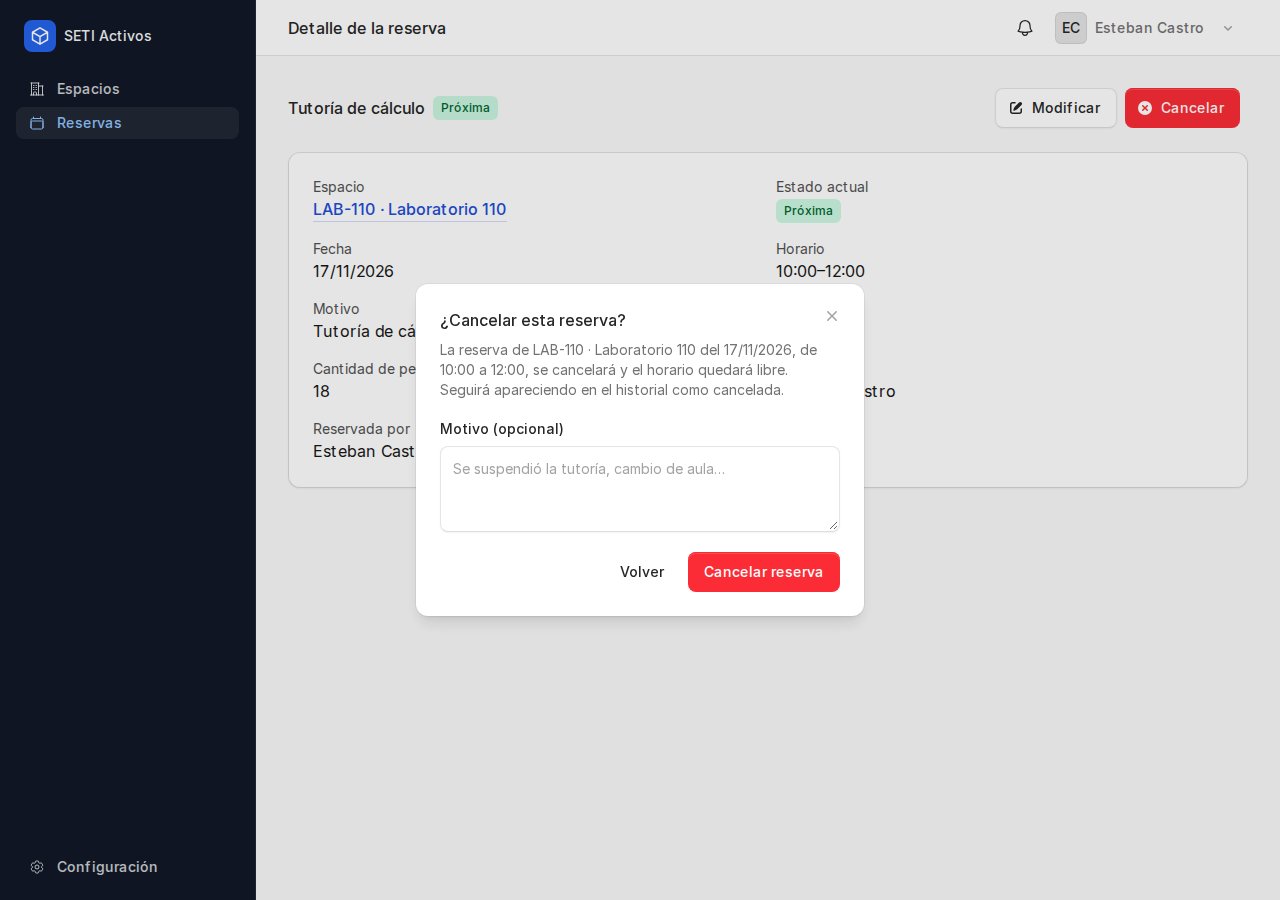 SETI Activos
Espacios
Reservas
Configuración
Detalle de la reserva
EC
Esteban Castro
Tutoría de cálculo
Próxima
Modificar
Cancelar
Espacio
LAB-110 · Laboratorio 110
Estado actual
Próxima
Fecha
17/11/2026
Horario
10:00–12:00
Motivo
Tutoría de cá
Cantidad de pe
18
stro
Reservada por
Esteban Cast
¿Cancelar esta reserva?
La reserva de LAB-110 · Laboratorio 110 del 17/11/2026, de
10:00 a 12:00, se cancelará y el horario quedará libre.
Seguirá apareciendo en el historial como cancelada.
Motivo (opcional)
Se suspendió la tutoría, cambio de aula…
Volver
Cancelar reserva